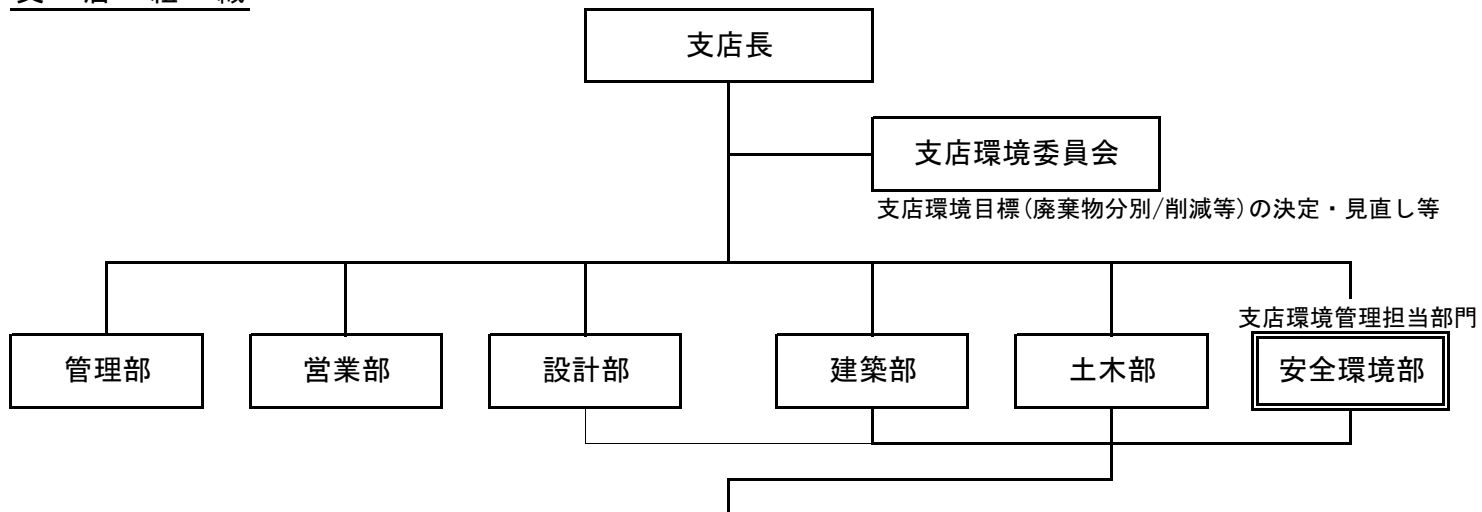 支店長
支店環境委員会
支店環境目標(廃棄物分別/削減等)の決定・見直し等
支店環境管理担当部門
管理部
営業部
設計部
建築部
土木部
安全環境部